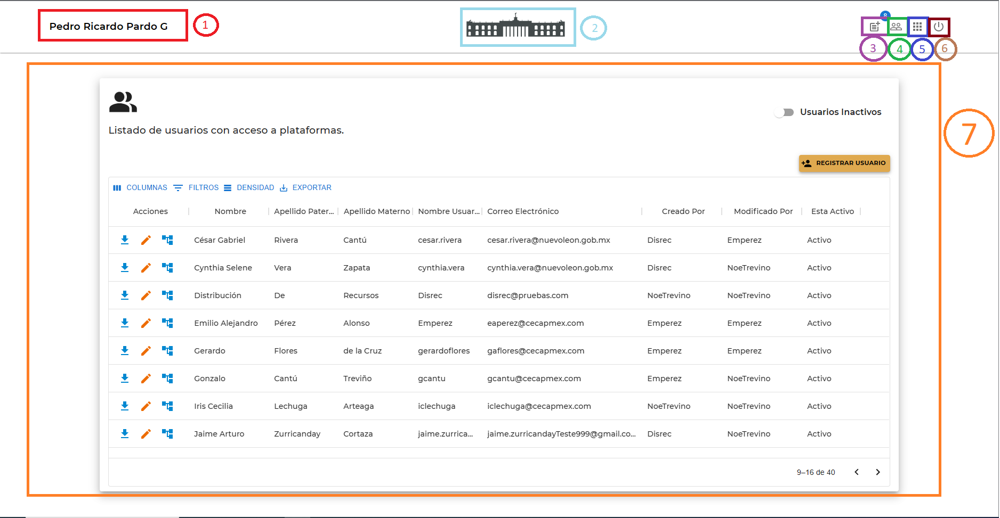 Pedro Ricardo Pardo G
1
2
8
3
4
5
6
7
Usuarios Inactivos
Listado de usuarios con acceso a plataformas.
REGISTRAR USUARIO
COLUMNAS FILTROS DENSIDAD EXPORTAR
Acciones Nombre Apellido Pater... Apellido Materno Nombre Usuar... Correo Electrónico Creado Por Modificado Por Esta Activo
César Gabriel Rivera Cantú cesar.rivera cesar.rivera@nuevoleon.gob.mx Disrec Emperez Activo
Cynthia Selene Vera Zapata cynthia.vera cynthia.vera@nuevoleon.gob.mx Disrec NoeTrevino Activo
Distribución De Recursos Disrec disrec@pruebas.com NoeTrevino NoeTrevino Activo
Emilio Alejandro Pérez Alonso Emperez eaperez@cecapmex.com Emperez Emperez Activo
Gerardo Flores de la Cruz gerardoflores gaflores@cecapmex.com Emperez Emperez Activo
Gonzalo Cantú Treviño gcantu gcantu@cecapmex.com Emperez NoeTrevino Activo
Iris Cecilia Lechuga Arteaga iclechuga iclechuga@cecapmex.com NoeTrevino NoeTrevino Activo
Jaime Arturo Zurricanday Cortaza jaime.zurrica... jaime.zurricandayTeste999@gmail.co... Disrec NoeTrevino Activo
9–16 de 40